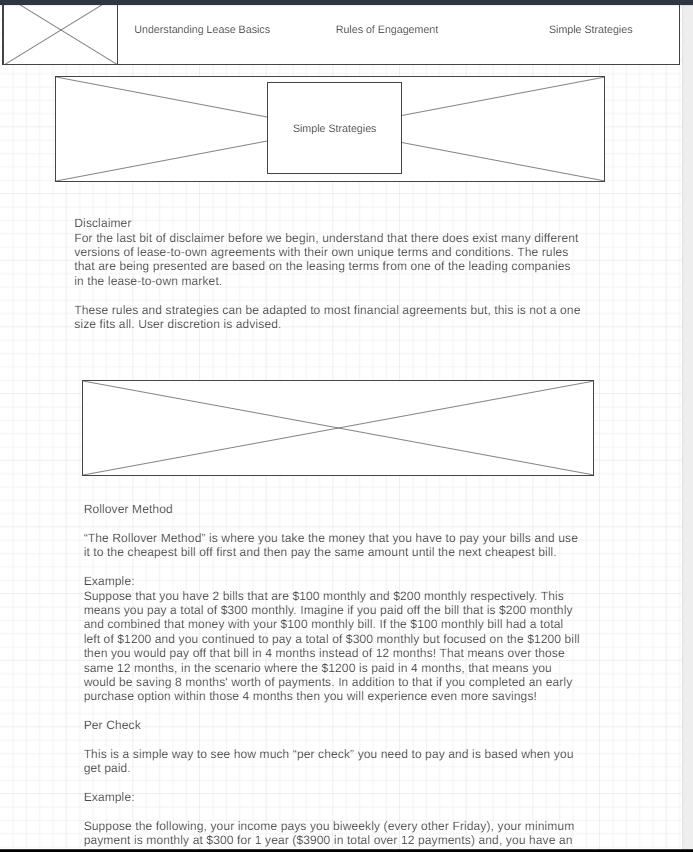 Understanding Lease Basics
Rules of Engagement
Simple Strategies
Simple Strategies
Disclaimer
For the last bit of disclaimer before we begin, understand that there does exist many different
versions of lease-to-own agreements with their own unique terms and conditions. The rules
that are being presented are based on the leasing terms from one of the leading companies
in the lease-to-own market.
These rules and strategies can be adapted to most financial agreements but, this is not a one
size fits all. User discretion is advised.
Rollover Method
“The Rollover Method” is where you take the money that you have to pay your bills and use
it to the cheapest bill off first and then pay the same amount until the next cheapest bill.
Example:
Suppose that you have 2 bills that are $100 monthly and $200 monthly respectively. This
means you pay a total of $300 monthly. Imagine if you paid off the bill that is $200 monthly
and combined that money with your $100 monthly bill. If the $100 monthly bill had a total
left of $1200 and you continued to pay a total of $300 monthly but focused on the $1200 bill
then you would pay off that bill in 4 months instead of 12 months! That means over those
same 12 months, in the scenario where the $1200 is paid in 4 months, that means you
would be saving 8 months' worth of payments. In addition to that if you completed an early
purchase option within those 4 months then you will experience even more savings!
Per Check
This is a simple way to see how much “per check” you need to pay and is based when you
get paid.
Example:
Suppose the following, your income pays you biweekly (every other Friday), your minimum
payment is monthly at $300 for 1 year ($3900 in total over 12 payments) and, you have an